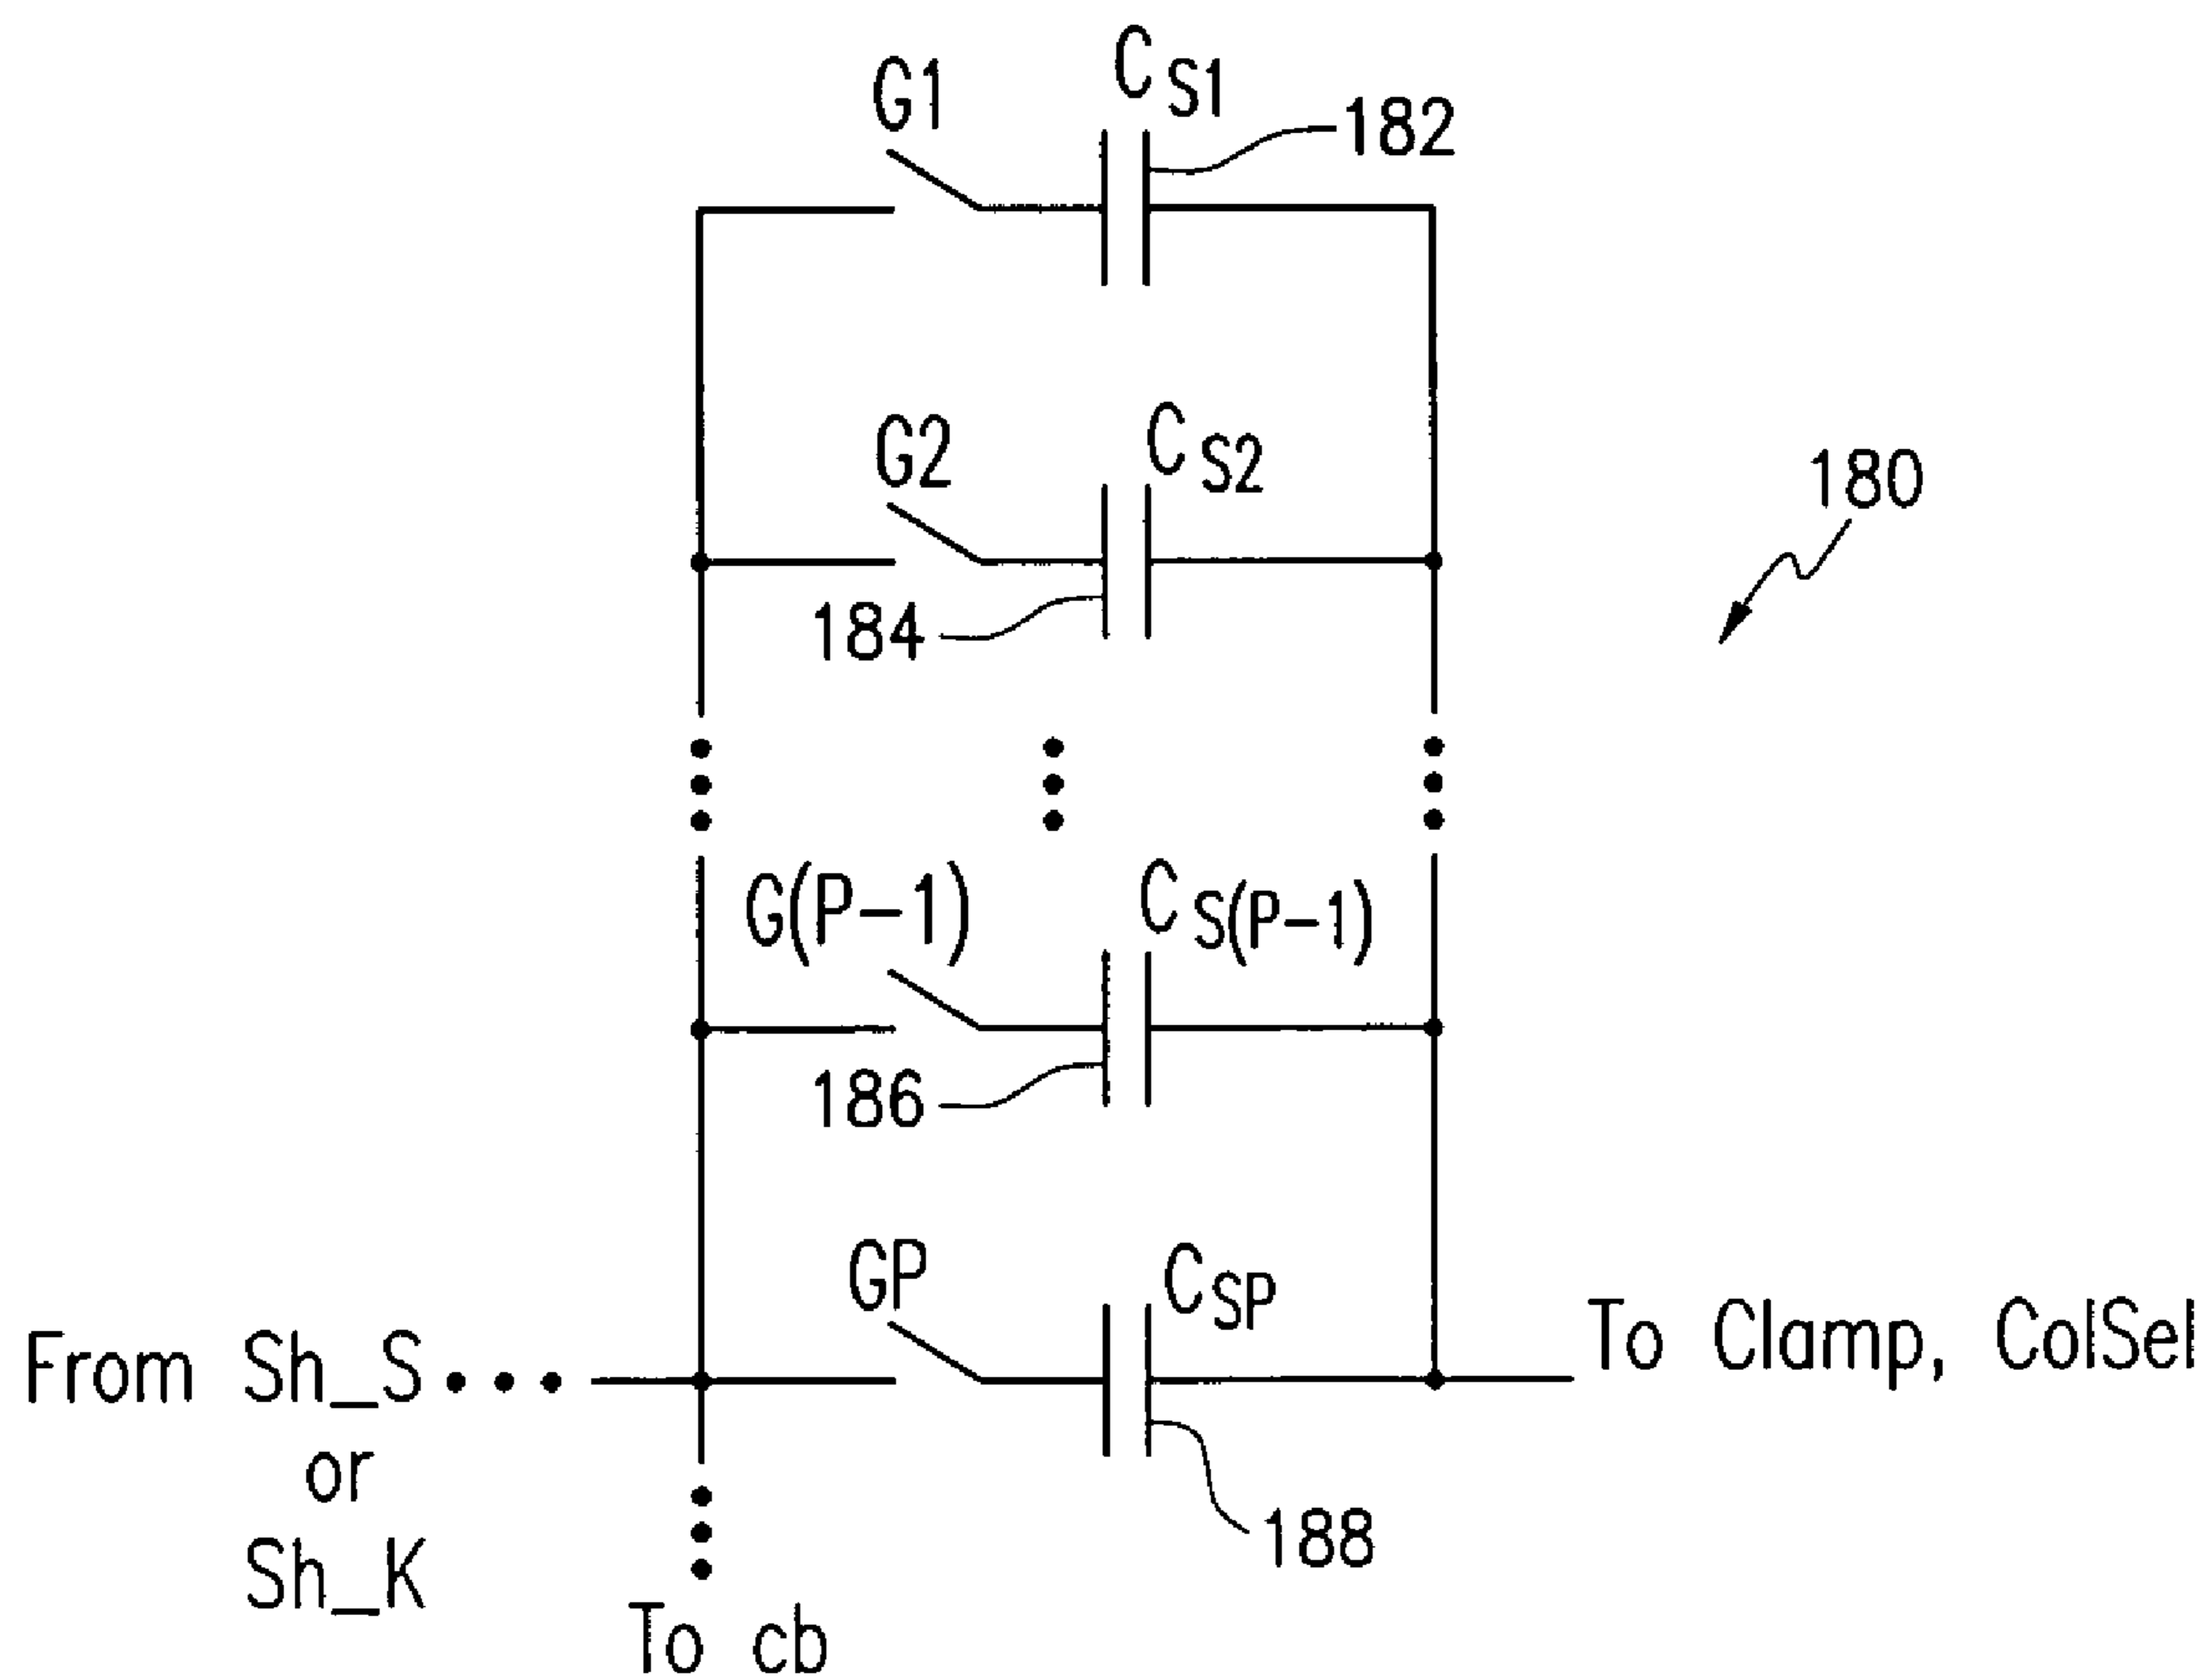 G1
C S1
182
G2
C S2
180
184
G(P-1)
C S(P-1)
186
GP
C SP
From Sh_S
or
Sh_K
To Clamp, ColSel
188
To cb